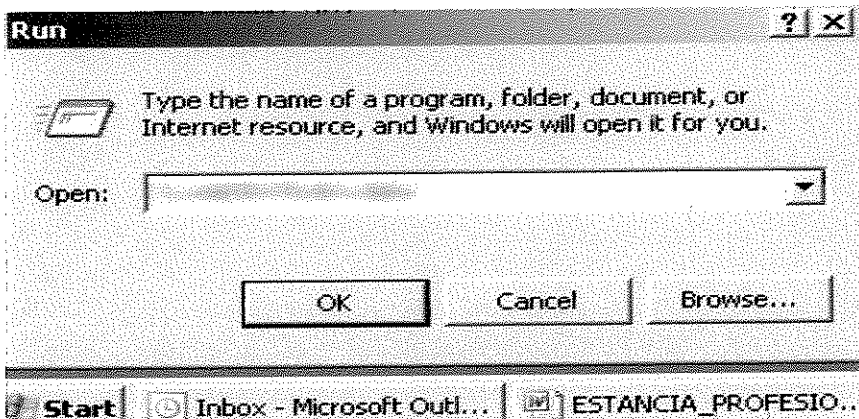 Run
Type the name of a program, folder, document, or
Internet resource, and Windows will open it for you.
Open:
OK Cancel Browse...
Start Inbox - Microsoft Outl... ESTANCIA_PROFESIO...